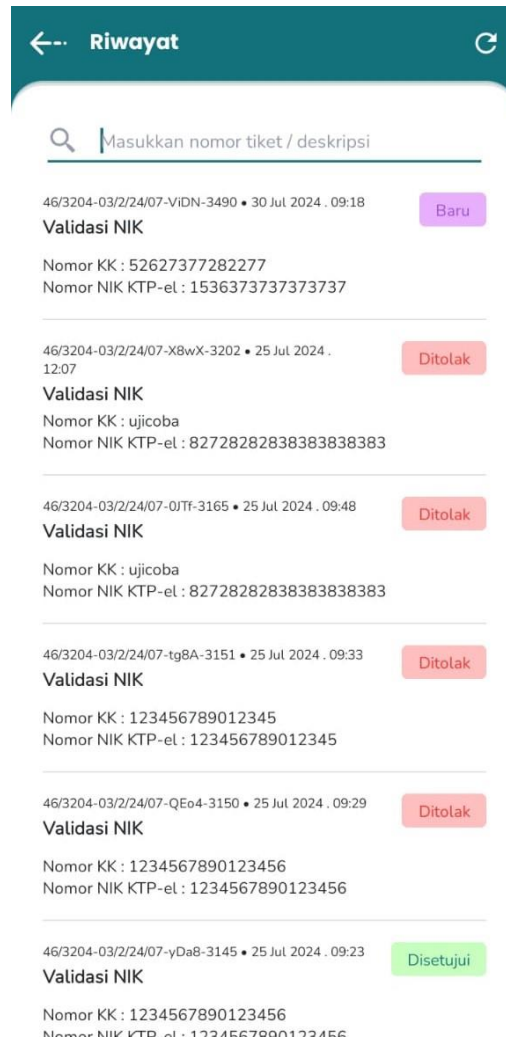 Riwayat
Masukkan nomor tiket / deskripsi
46/3204-03/2/24/07-ViDN-3490 • 30 Jul 2024 . 09:18
Baru
Validasi NIK
Nomor KK : 52627377282277
Nomor NIK KTP-el : 1536373737373737
46/3204-03/2/24/07-X8wX-3202 • 25 Jul 2024 .
12:07
Ditolak
Validasi NIK
Nomor KK : ujicoba
Nomor NIK KTP-el : 82728282838383838383
46/3204-03/2/24/07-0JTf-3165 • 25 Jul 2024 . 09:48
Ditolak
Validasi NIK
Nomor KK : ujicoba
Nomor NIK KTP-el : 82728282838383838383
46/3204-03/2/24/07-tg8A-3151 • 25 Jul 2024 . 09:33
Ditolak
Validasi NIK
Nomor KK : 123456789012345
Nomor NIK KTP-el : 123456789012345
46/3204-03/2/24/07-QEo4-3150 • 25 Jul 2024 . 09:29
Ditolak
Validasi NIK
Nomor KK : 1234567890123456
Nomor NIK KTP-el : 1234567890123456
46/3204-03/2/24/07-yDa8-3145 • 25 Jul 2024 . 09:23
Disetujui
Validasi NIK
Nomor KK : 1234567890123456
Nomor NIK KTP-el : 1234567890123456